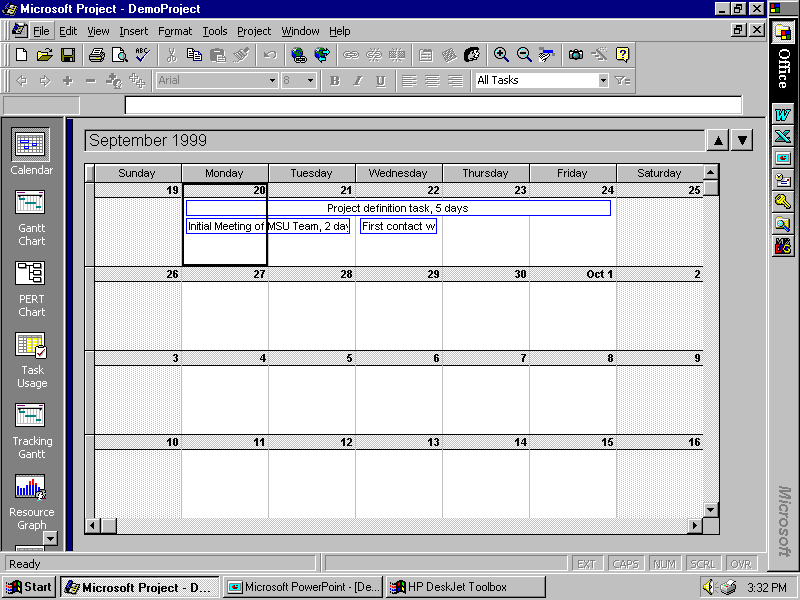 Microsoft Project - DemoProject
File Edit View Insert Format Tools Project Window Help
Arial 8 B I U All Tasks
Office
Calendar
Gantt
Chart
PERT
Chart
Task
Usage
Tracking
Gantt
Resource
Graph
September 1999
Sunday Monday Tuesday Wednesday Thursday Friday Saturday
19 20 21 22 23 24 25
Project definition task, 5 days
Initial Meeting of MSU Team, 2 day
First contact w
26 27 28 29 30 Oct 1 2
3 4 5 6 7 8 9
10 11 12 13 14 15 16
Microsoft
Ready EXT CAPS NUM SCRL OVR
Start Microsoft Project - D... Microsoft PowerPoint - [De... HP DeskJet Toolbox 3:32 PM